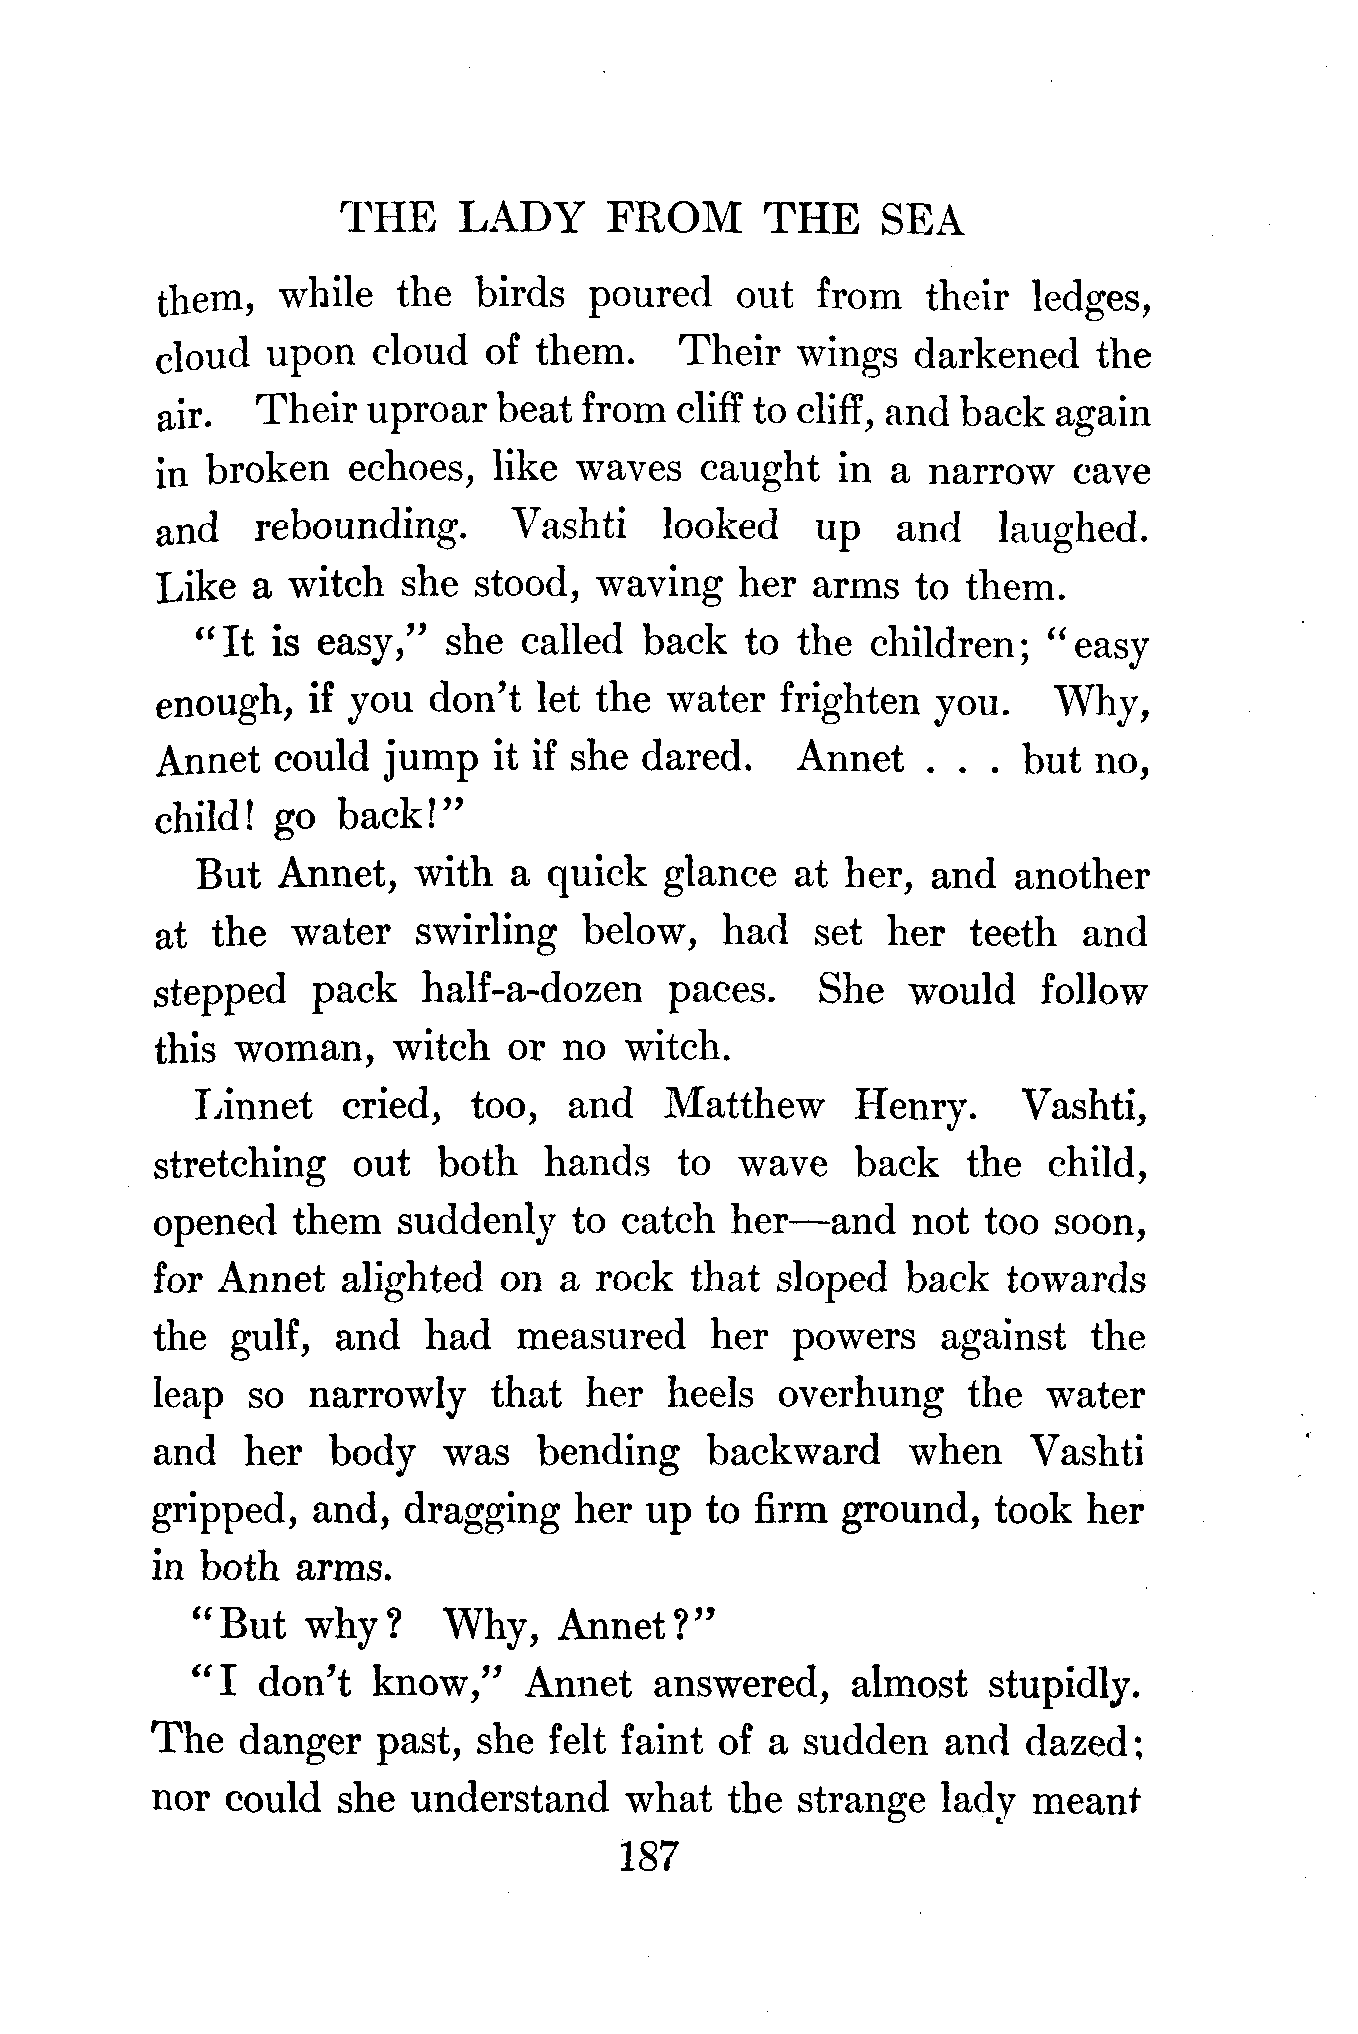 THE LADY FROM THE SEA
them, while the birds poured out from their ledges,
cloud upon cloud of them. Their wings darkened the
air. Their uproar beat from cliff to cliff, and back again
in broken echoes, like waves caught in a narrow cave
and rebounding. Vashti looked up and laughed.
Like a witch she stood, waving her arms to them.
"It is easy," she called back to the children; "easy
enough, if you don't let the water frighten you. Why,
Annet could jump it if she dared. Annet . . . but no,
child! go back!"
But Annet, with a quick glance at her, and another
at the water swirling below, had set her teeth and
stepped pack half-a-dozen paces. She would follow
this woman, witch or no witch.
Linnet cried, too, and Matthew Henry. Vashti,
stretching out both hands to wave back the child,
opened them suddenly to catch her—and not too soon,
for Annet alighted on a rock that sloped back towards
the gulf, and had measured her powers against the
leap so narrowly that her heels overhung the water
and her body was bending backward when Vashti
gripped, and, dragging her up to firm ground, took her
in both arms.
"But why? Why, Annet?"
"I don't know," Annet answered, almost stupidly.
The danger past, she felt faint of a sudden and dazed;
nor could she understand what the strange lady meant
187